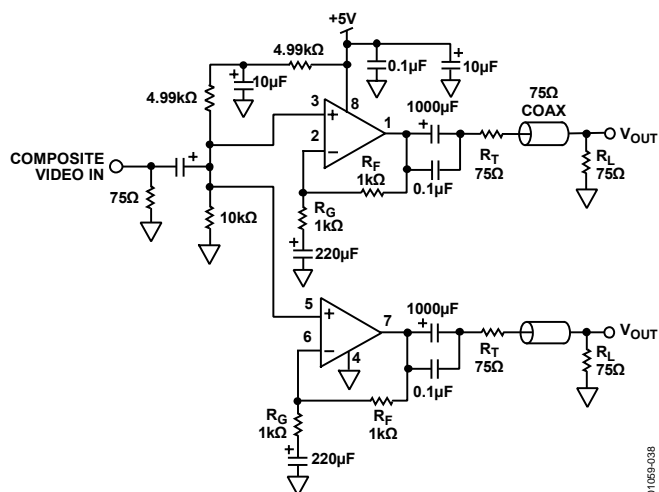 +5V
4.99kΩ
10µF
0.1µF
10µF
4.99kΩ
75Ω
COAX
1000µF
3
8
1
2
VOUT
COMPOSITE
VIDEO IN
RF
1kΩ
0.1µF
RT
75Ω
RL
75Ω
75Ω
10kΩ
RG
1kΩ
220µF
1000µF
5
7
6
4
VOUT
RT
75Ω
RL
75Ω
0.1µF
RG
1kΩ
RF
1kΩ
220µF
01059-038